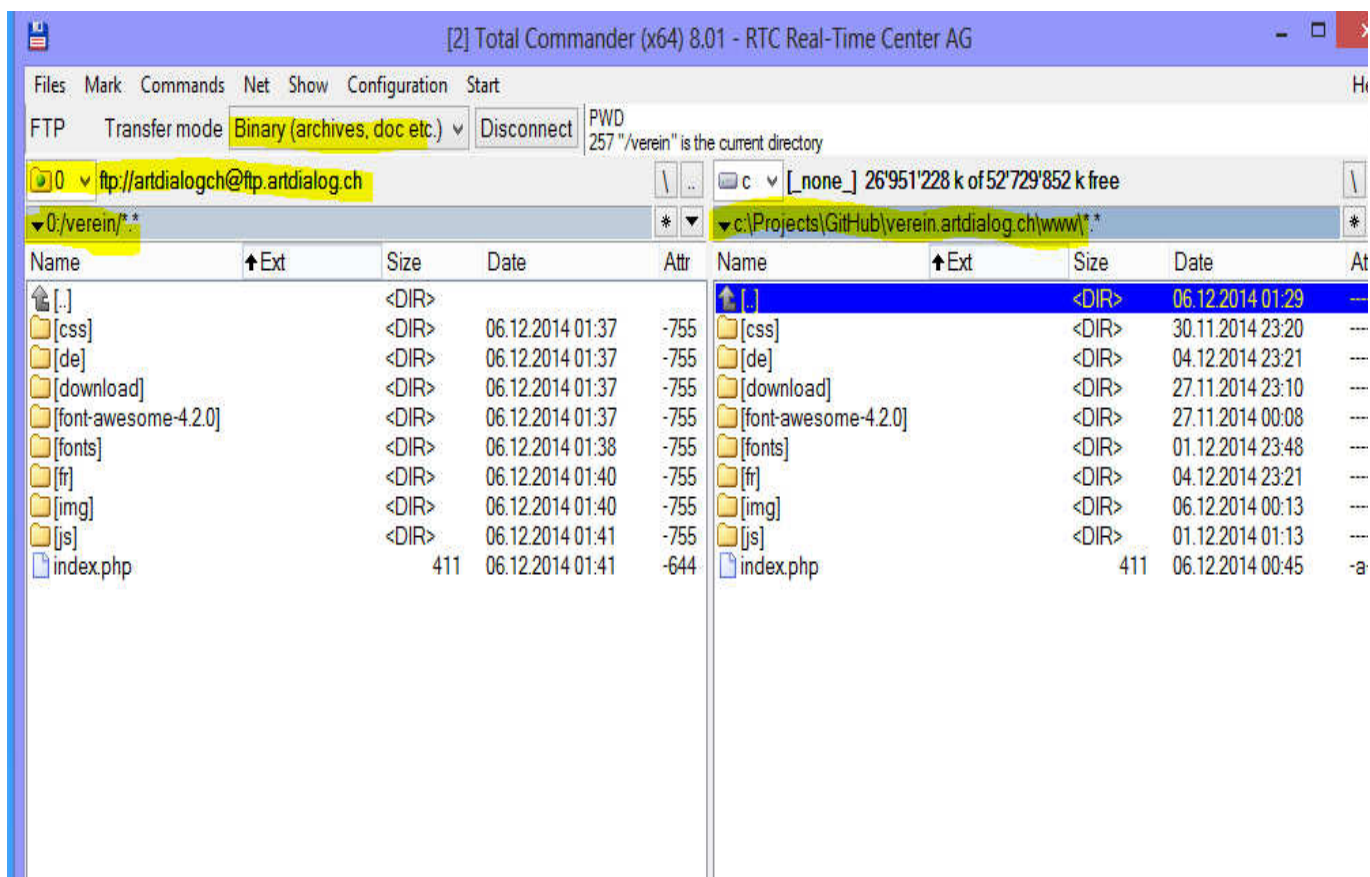 [2] Total Commander (x64) 8.01 - RTC Real-Time Center AG
Files Mark Commands Net Show Configuration Start
FTP Transfer mode Binary (archives, doc etc.) Disconnect PWD
257 "/verein" is the current directory
0 ftp://artdialogch@ftp.artdialog.ch \ .. c [_none_] 26'951'228 k of 52'729'852 k free \
0:/verein/*.* * c:\Projects\GitHub\verein.artdialog.ch\www\*.* *
Name Ext Size Date Attr Name Ext Size Date
[..] <DIR> [..] <DIR> 06.12.2014 01:29 ----
[css] <DIR> 06.12.2014 01:37 -755 [css] <DIR> 30.11.2014 23:20 ----
[de] <DIR> 06.12.2014 01:37 -755 [de] <DIR> 04.12.2014 23:21 ----
[download] <DIR> 06.12.2014 01:37 -755 [download] <DIR> 27.11.2014 23:10 ----
[font-awesome-4.2.0] <DIR> 06.12.2014 01:37 -755 [font-awesome-4.2.0] <DIR> 27.11.2014 00:08 ----
[fonts] <DIR> 06.12.2014 01:38 -755 [fonts] <DIR> 01.12.2014 23:48 ----
[fr] <DIR> 06.12.2014 01:40 -755 [fr] <DIR> 04.12.2014 23:21 ----
[img] <DIR> 06.12.2014 01:40 -755 [img] <DIR> 06.12.2014 00:13 ----
[js] <DIR> 06.12.2014 01:41 -755 [js] <DIR> 01.12.2014 01:13 ----
index.php 411 06.12.2014 01:41 -644 index.php 411 06.12.2014 00:45 -a-